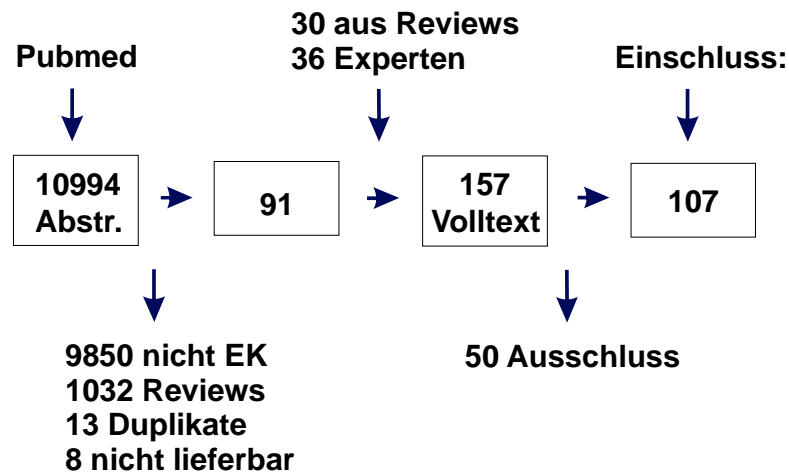 Pubmed
30 aus Reviews
36 Experten
Einschluss:
10994
Abstr.
91
157
Volltext
107
9850 nicht EK
1032 Reviews
13 Duplikate
8 nicht lieferbar
50 Ausschluss